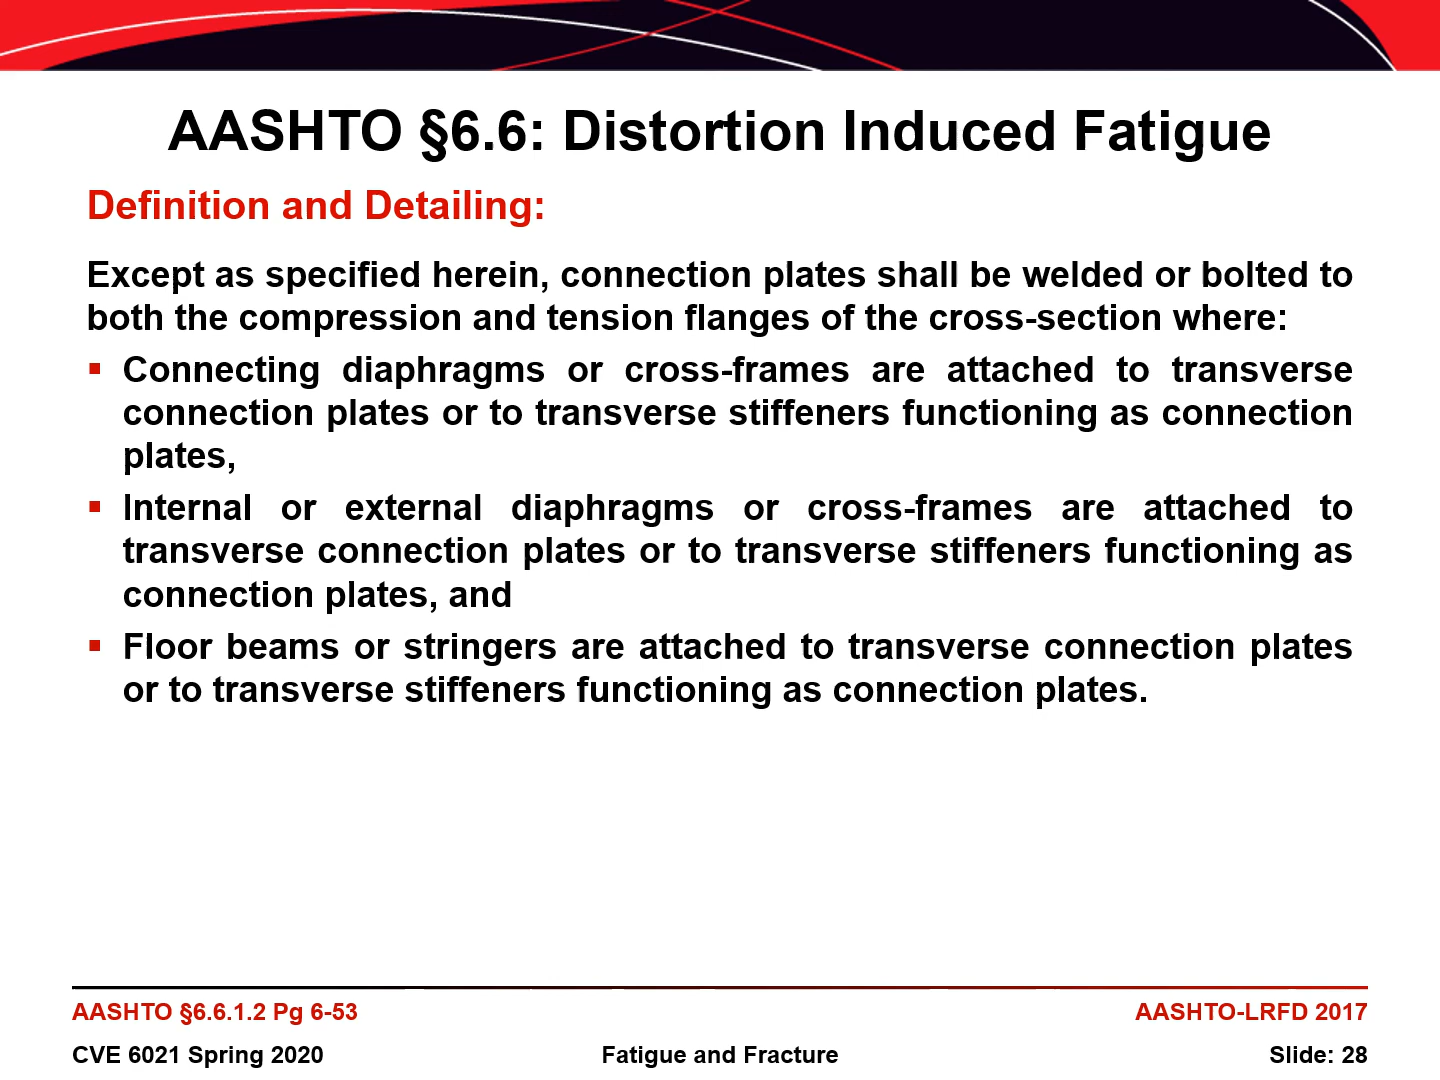 AASHTO §6.6: Distortion Induced Fatigue
Definition and Detailing:
Except as specified herein, connection plates shall be welded or bolted to
both the compression and tension flanges of the cross-section where:
▪ Connecting diaphragms or cross-frames are attached to transverse
connection plates or to transverse stiffeners functioning as connection
plates,
▪ Internal or external diaphragms or cross-frames are attached to
transverse connection plates or to transverse stiffeners functioning as
connection plates, and
▪ Floor beams or stringers are attached to transverse connection plates
or to transverse stiffeners functioning as connection plates.
AASHTO §6.6.1.2 Pg 6-53
AASHTO-LRFD 2017
CVE 6021 Spring 2020
Fatigue and Fracture
Slide: 28